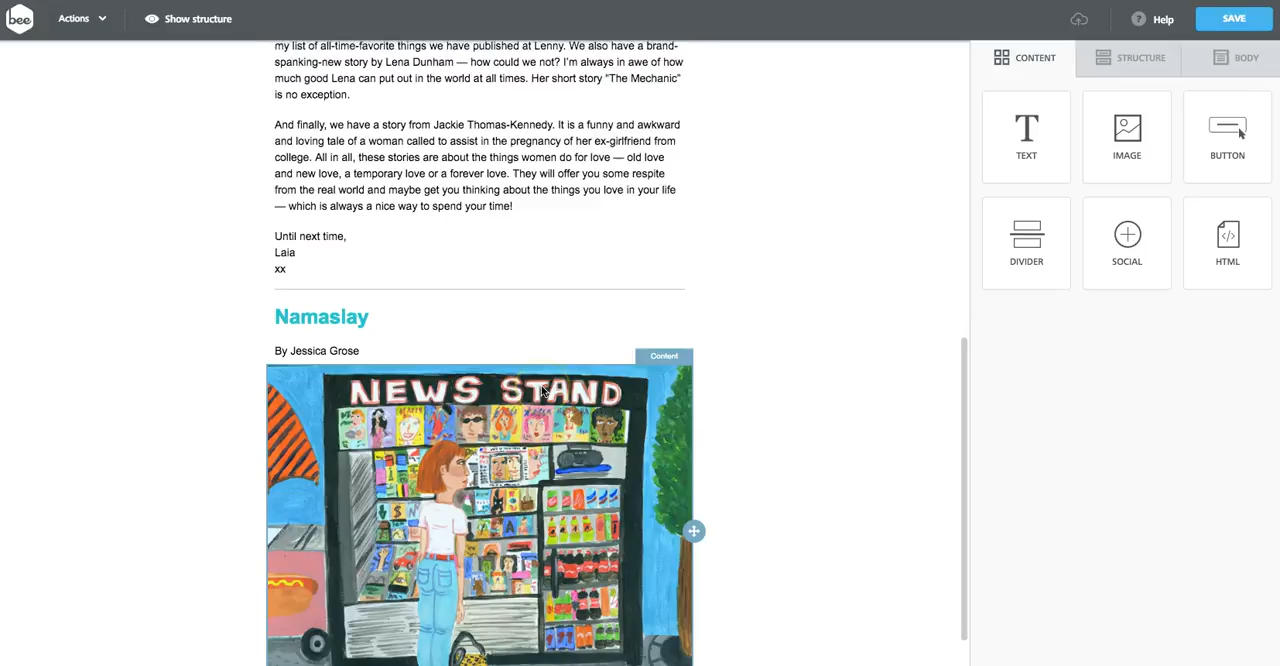 bee
Actions
Show structure
Help
SAVE
my list of all-time-favorite things we have published at Lenny. We also have a brand-
spanking-new story by Lena Dunham — how could we not? I'm always in awe of how
much good Lena can put out in the world at all times. Her short story "The Mechanic"
is no exception.
And finally, we have a story from Jackie Thomas-Kennedy. It is a funny and awkward
and loving tale of a woman called to assist in the pregnancy of her ex-girlfriend from
college. All in all, these stories are about the things women do for love — old love
and new love, a temporary love or a forever love. They will offer you some respite
from the real world and maybe get you thinking about the things you love in your life
— which is always a nice way to spend your time!
Until next time,
Laia
xx
Namaslay
By Jessica Grose
Content
NEWS STAND
CONTENT
STRUCTURE
BODY
TEXT
IMAGE
BUTTON
DIVIDER
SOCIAL
HTML